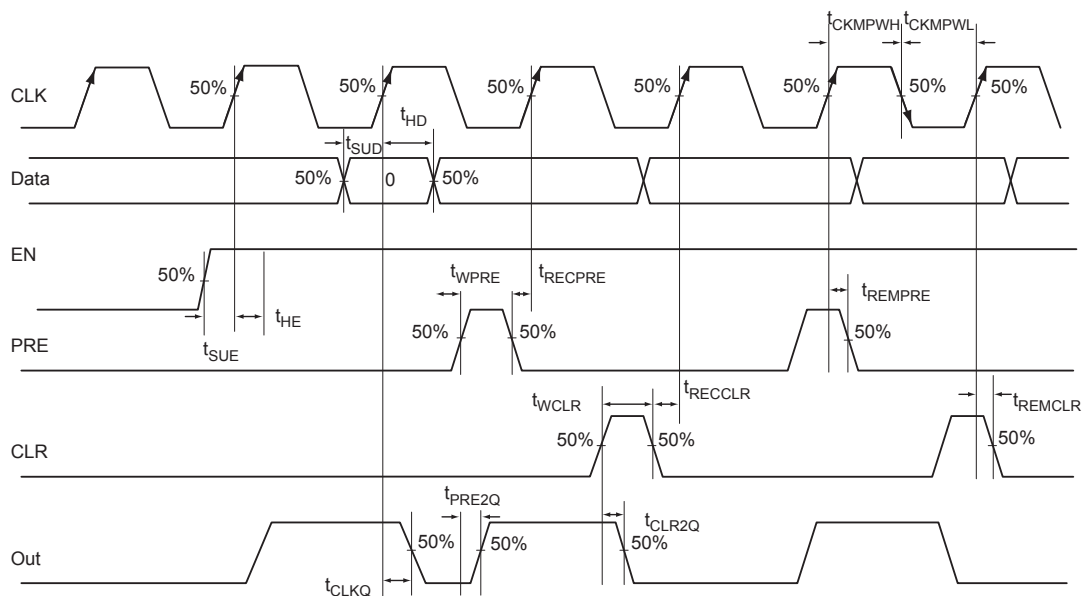 tCKMPWH tCKMPWL
CLK 50% 50% 50% 50% 50% 50% 50%
tSUD tHD
Data 50% 0 50%
EN
50% tWPRE tRECPRE tREMPRE
tHE
tSUE
PRE 50% 50% 50%
tWCLR tRECCLR tREMCLR
CLR 50% 50% 50%
tPRE2Q tCLR2Q
Out 50% 50% 50%
tCLKQ